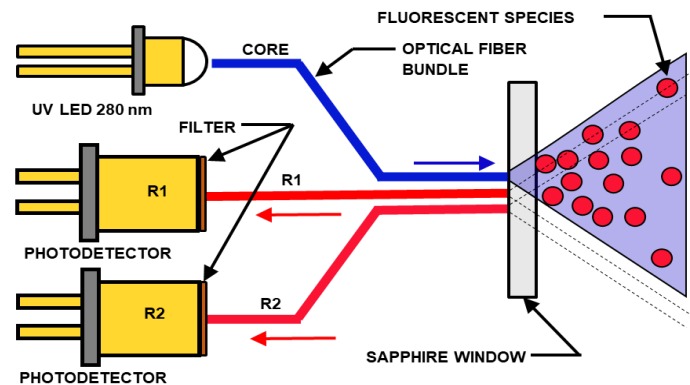 FLUORESCENT SPECIES
CORE
OPTICAL FIBER
BUNDLE
UV LED 280 nm
FILTER
R1
R1
PHOTODETECTOR
R2
R2
SAPPHIRE WINDOW
PHOTODETECTOR